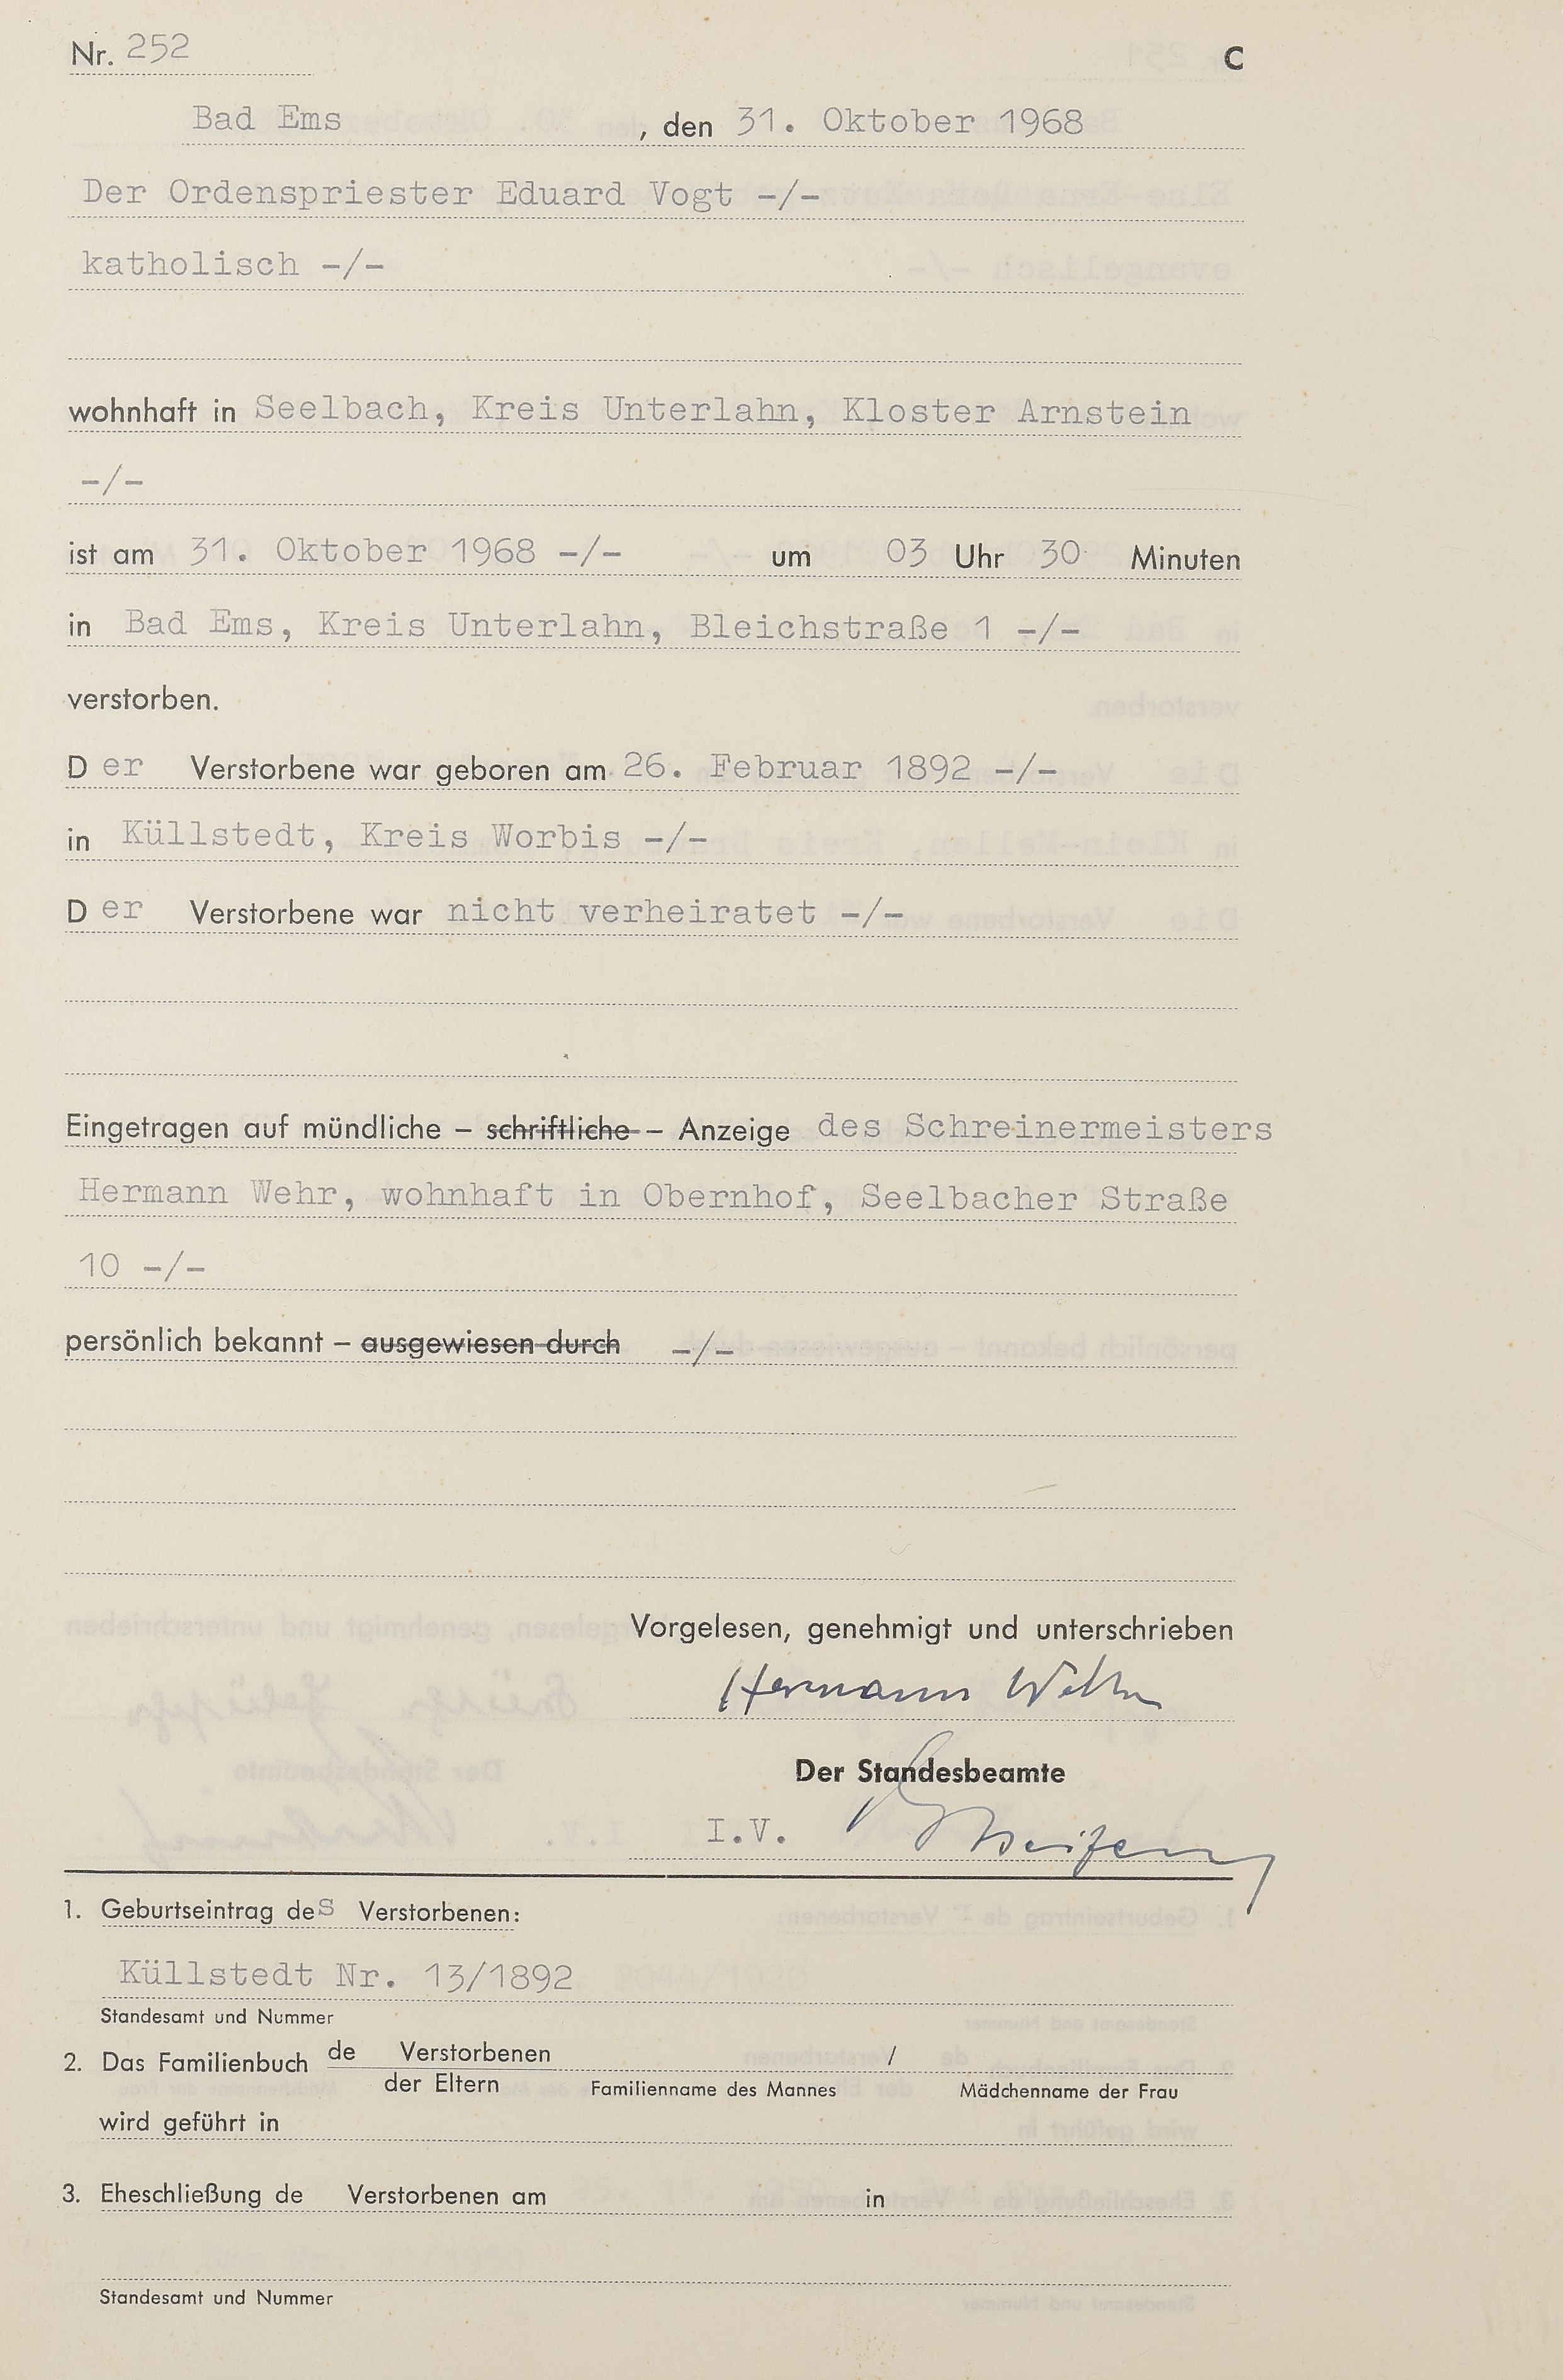 Nr. 252 C
Bad Ems , den 31. Oktober 1968
Der Ordenspriester Eduard Vogt -/-
katholisch -/-
wohnhaft in Seelbach, Kreis Unterlahn, Kloster Arnstein
-/-
ist am 31. Oktober 1968 -/- um 03 Uhr 30 Minuten
in Bad Ems, Kreis Unterlahn, Bleichstraße 1 -/-
verstorben.
Der Verstorbene war geboren am 26. Februar 1892 -/-
in Küllstedt, Kreis Worbis -/-
Der Verstorbene war nicht verheiratet -/-
Eingetragen auf mündliche – schriftliche – Anzeige des Schreinermeisters
Hermann Wehr, wohnhaft in Obernhof, Seelbacher Straße
10 -/-
persönlich bekannt – ausgewiesen durch -/-
Vorgelesen, genehmigt und unterschrieben
Hermann Wehr
Der Standesbeamte
I.V.
1. Geburtseintrag des Verstorbenen:
Küllstedt Nr. 13/1892
Standesamt und Nummer
2. Das Familienbuch de Verstorbenen /
der Eltern Familienname des Mannes Mädchenname der Frau
wird geführt in
3. Eheschließung de Verstorbenen am in
Standesamt und Nummer